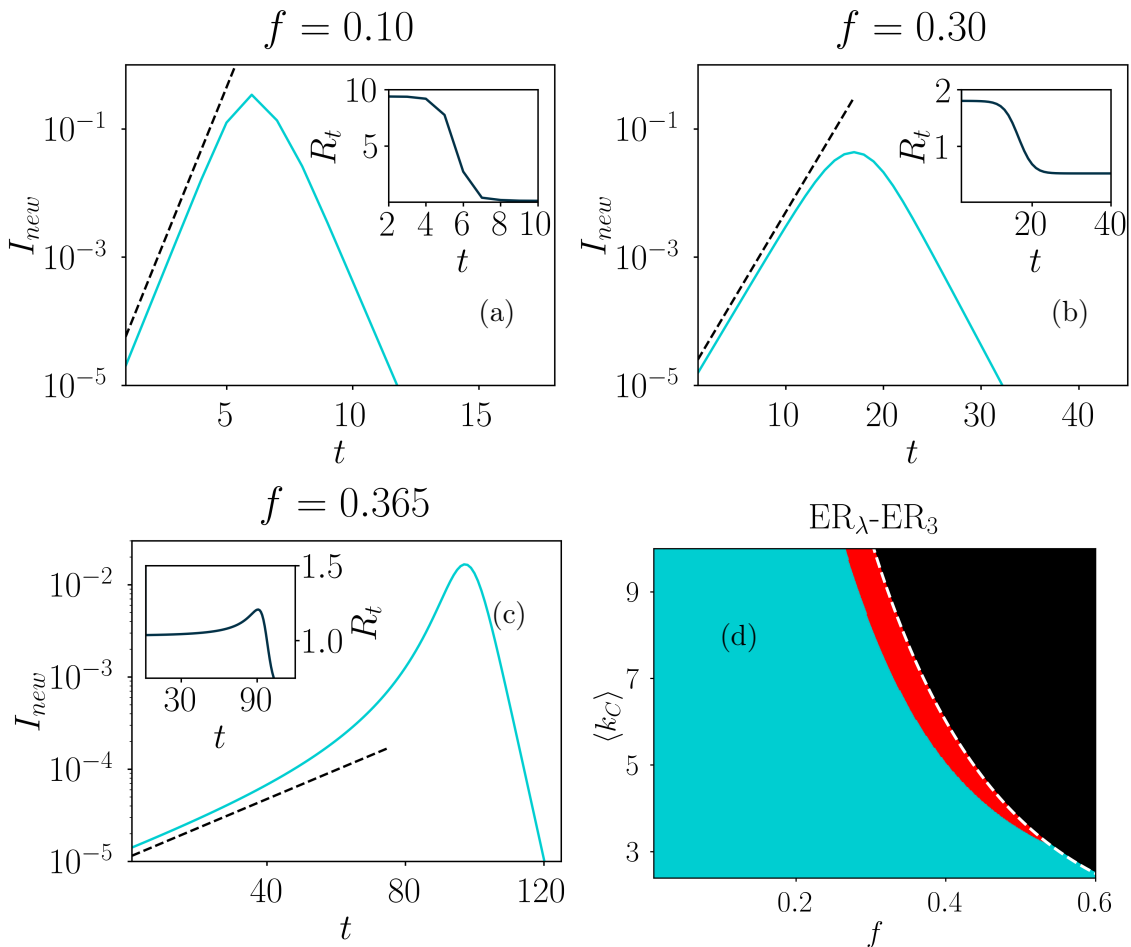 f = 0.10
10⁻¹
10⁻³
10⁻⁵
I_new
5
10
15
t
10
5
R_t
2
4
6
8
10
t
(a)
f = 0.30
10⁻¹
10⁻³
10⁻⁵
I_new
10
20
30
40
t
2
1
R_t
20
40
t
(b)
f = 0.365
10⁻²
10⁻³
10⁻⁴
10⁻⁵
I_new
40
80
120
t
1.5
1.0
R_t
30
90
t
(c)
ER_λ-ER_3
9
7
5
3
⟨k_C⟩
0.2
0.4
0.6
f
(d)